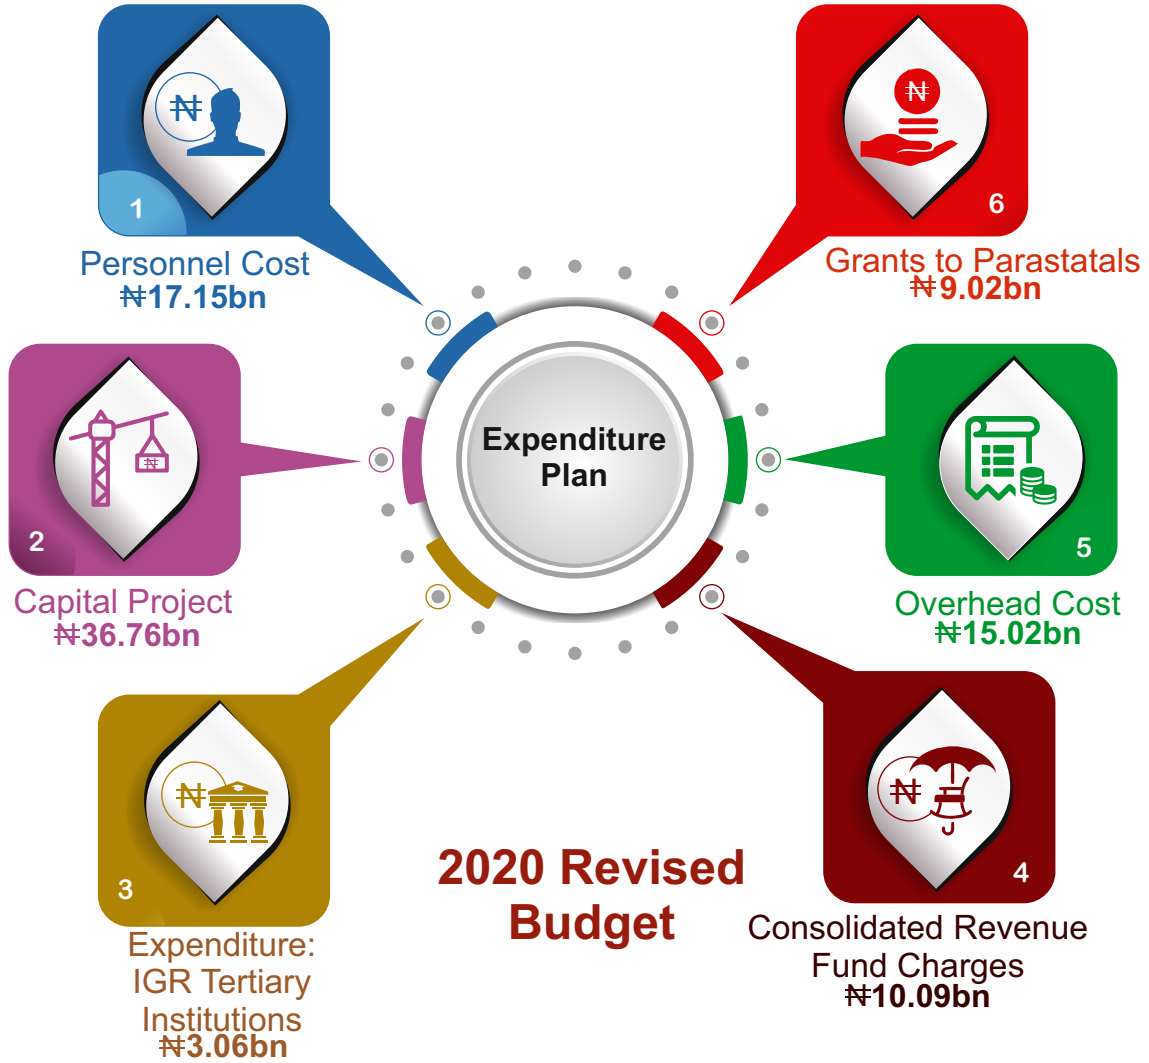 ₦
1
Personnel Cost
₦17.15bn
₦
2
Capital Project
₦36.76bn
₦
3
Expenditure:
IGR Tertiary
Institutions
₦3.06bn
Expenditure
Plan
2020 Revised
Budget
₦
4
Consolidated Revenue
Fund Charges
₦10.09bn
5
Overhead Cost
₦15.02bn
₦
6
Grants to Parastatals
₦9.02bn